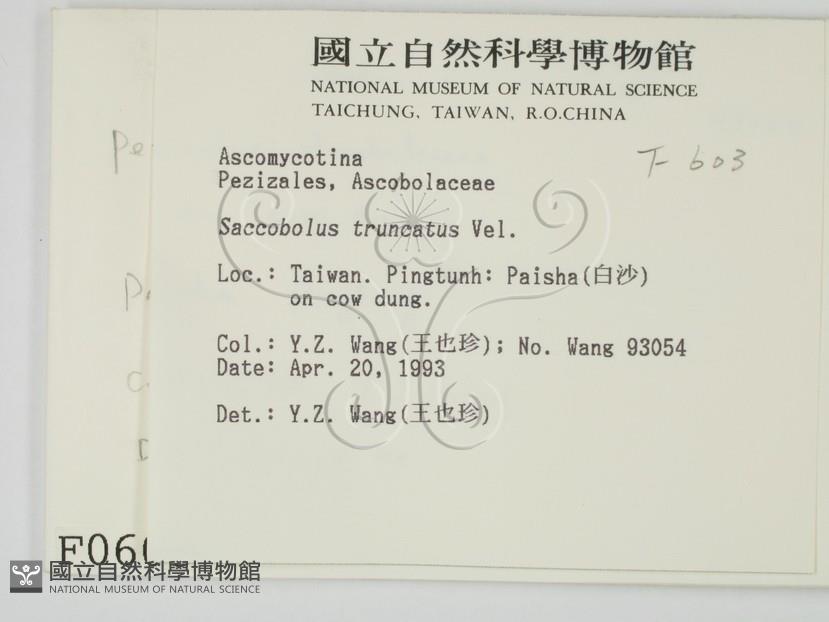 國立自然科學博物館
NATIONAL MUSEUM OF NATURAL SCIENCE
TAICHUNG, TAIWAN, R.O.CHINA
Ascomycotina
F 603
Pezizales, Ascobolaceae
Saccobolus truncatus Vel.
Loc.: Taiwan. Pingtunh: Paisha(白沙)
on cow dung.
Col.: Y.Z. Wang(王也珍); No. Wang 93054
Date: Apr. 20, 1993
Det.: Y.Z. Wang(王也珍)
國立自然科學博物館
NATIONAL MUSEUM OF NATURAL SCIENCE